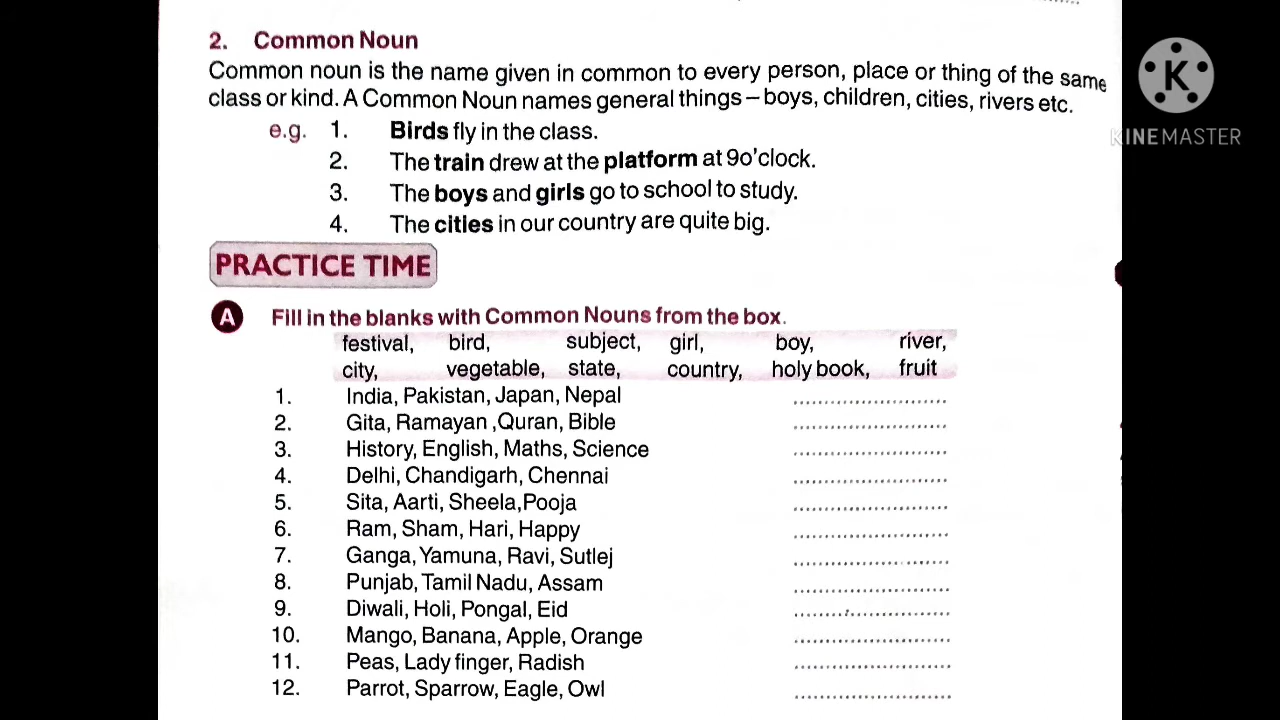 2. Common Noun
Common noun is the name given in common to every person, place or thing of the same
class or kind. A Common Noun names general things – boys, children, cities, rivers etc.
e.g. 1. Birds fly in the class.
2. The train drew at the platform at 9o'clock.
3. The boys and girls go to school to study.
4. The cities in our country are quite big.
PRACTICE TIME
A Fill in the blanks with Common Nouns from the box.
festival, bird, subject, girl, boy, river,
city, vegetable, state, country, holy book, fruit
1. India, Pakistan, Japan, Nepal ............................
2. Gita, Ramayan ,Quran, Bible ............................
3. History, English, Maths, Science ............................
4. Delhi, Chandigarh, Chennai ............................
5. Sita, Aarti, Sheela,Pooja ............................
6. Ram, Sham, Hari, Happy ............................
7. Ganga, Yamuna, Ravi, Sutlej ............................
8. Punjab, Tamil Nadu, Assam ............................
9. Diwali, Holi, Pongal, Eid ............................
10. Mango, Banana, Apple, Orange ............................
11. Peas, Lady finger, Radish ............................
12. Parrot, Sparrow, Eagle, Owl ............................
K
KINEMASTER